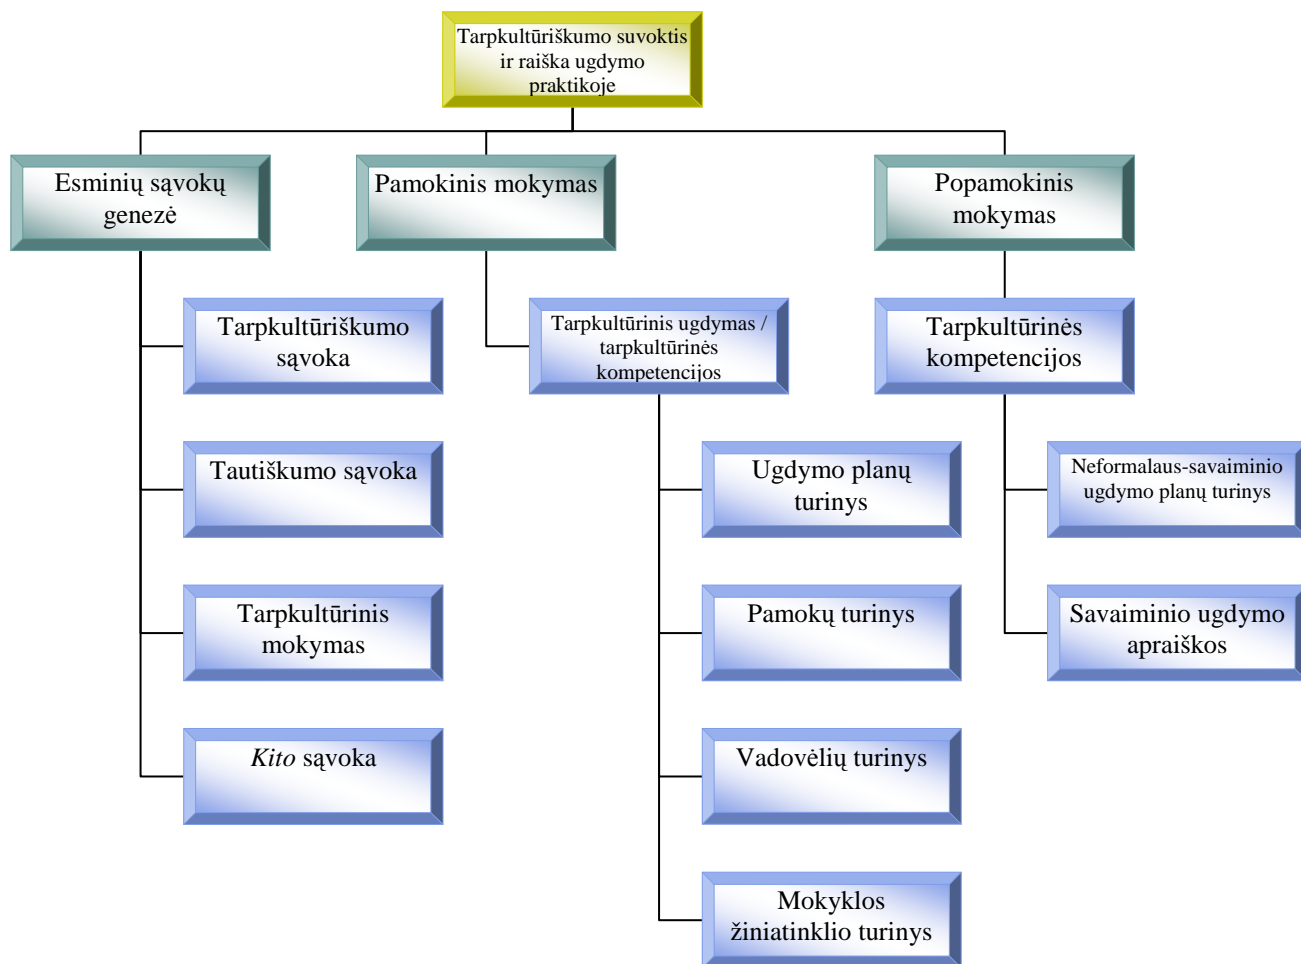 Tarpkultūriškumo suvoktis
ir raiška ugdymo
praktikoje
Esminių sąvokų
genezė
Pamokinis mokymas
Popamokinis
mokymas
Tarpkultūriškumo
sąvoka
Tarpkultūrinis ugdymas /
tarpkultūrinės
kompetencijos
Tarpkultūrinės
kompetencijos
Tautiškumo sąvoka
Ugdymo planų
turinys
Neformalaus-savaiminio
ugdymo planų turinys
Tarpkultūrinis
mokymas
Pamokų turinys
Savaiminio ugdymo
apraiškos
Kito sąvoka
Vadovėlių turinys
Mokyklos
žiniatinklio turinys